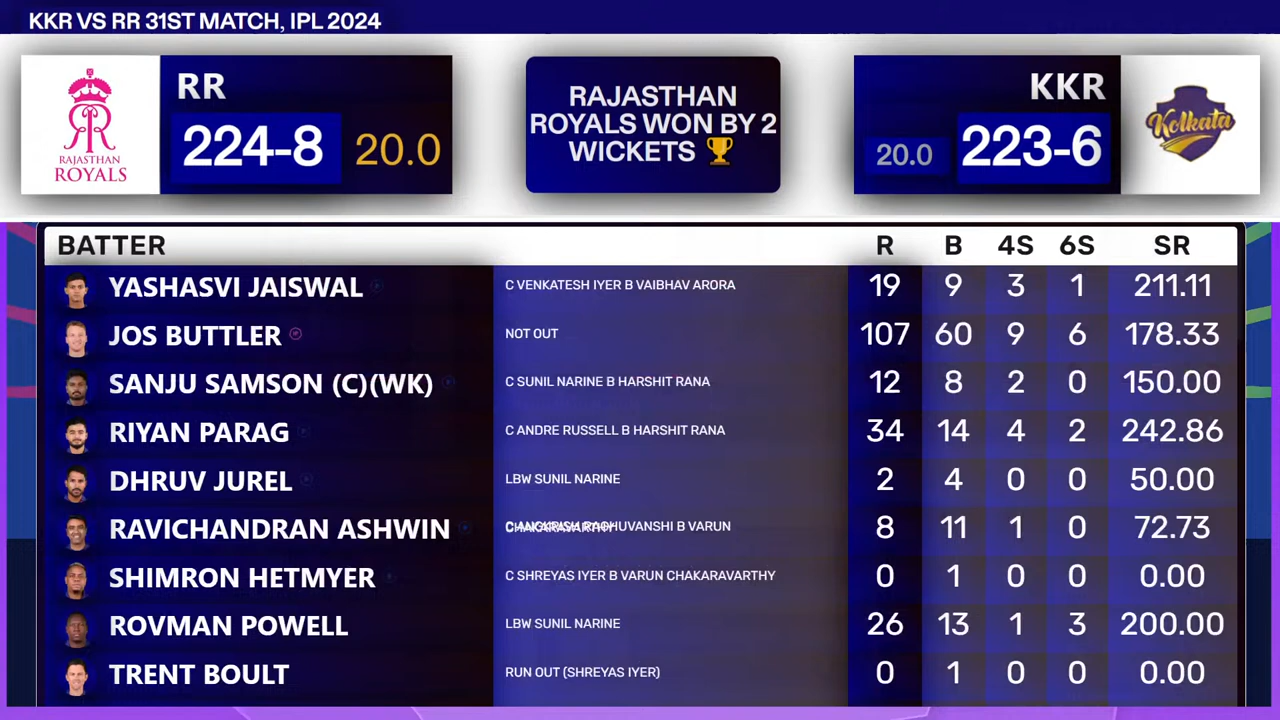 KKR VS RR 31ST MATCH, IPL 2024
RR
224-8 20.0
RAJASTHAN
ROYALS
RAJASTHAN
ROYALS WON BY 2
WICKETS 🏆
KKR
20.0 223-6
Kolkata
BATTER R B 4S 6S SR
YASHASVI JAISWAL C VENKATESH IYER B VAIBHAV ARORA 19 9 3 1 211.11
JOS BUTTLER NOT OUT 107 60 9 6 178.33
SANJU SAMSON (C)(WK) C SUNIL NARINE B HARSHIT RANA 12 8 2 0 150.00
RIYAN PARAG C ANDRE RUSSELL B HARSHIT RANA 34 14 4 2 242.86
DHRUV JUREL LBW SUNIL NARINE 2 4 0 0 50.00
RAVICHANDRAN ASHWIN C RAGHUVANSHI B VARUN 8 11 1 0 72.73
SHIMRON HETMYER C SHREYAS IYER B VARUN CHAKARAVARTHY 0 1 0 0 0.00
ROVMAN POWELL LBW SUNIL NARINE 26 13 1 3 200.00
TRENT BOULT RUN OUT (SHREYAS IYER) 0 1 0 0 0.00